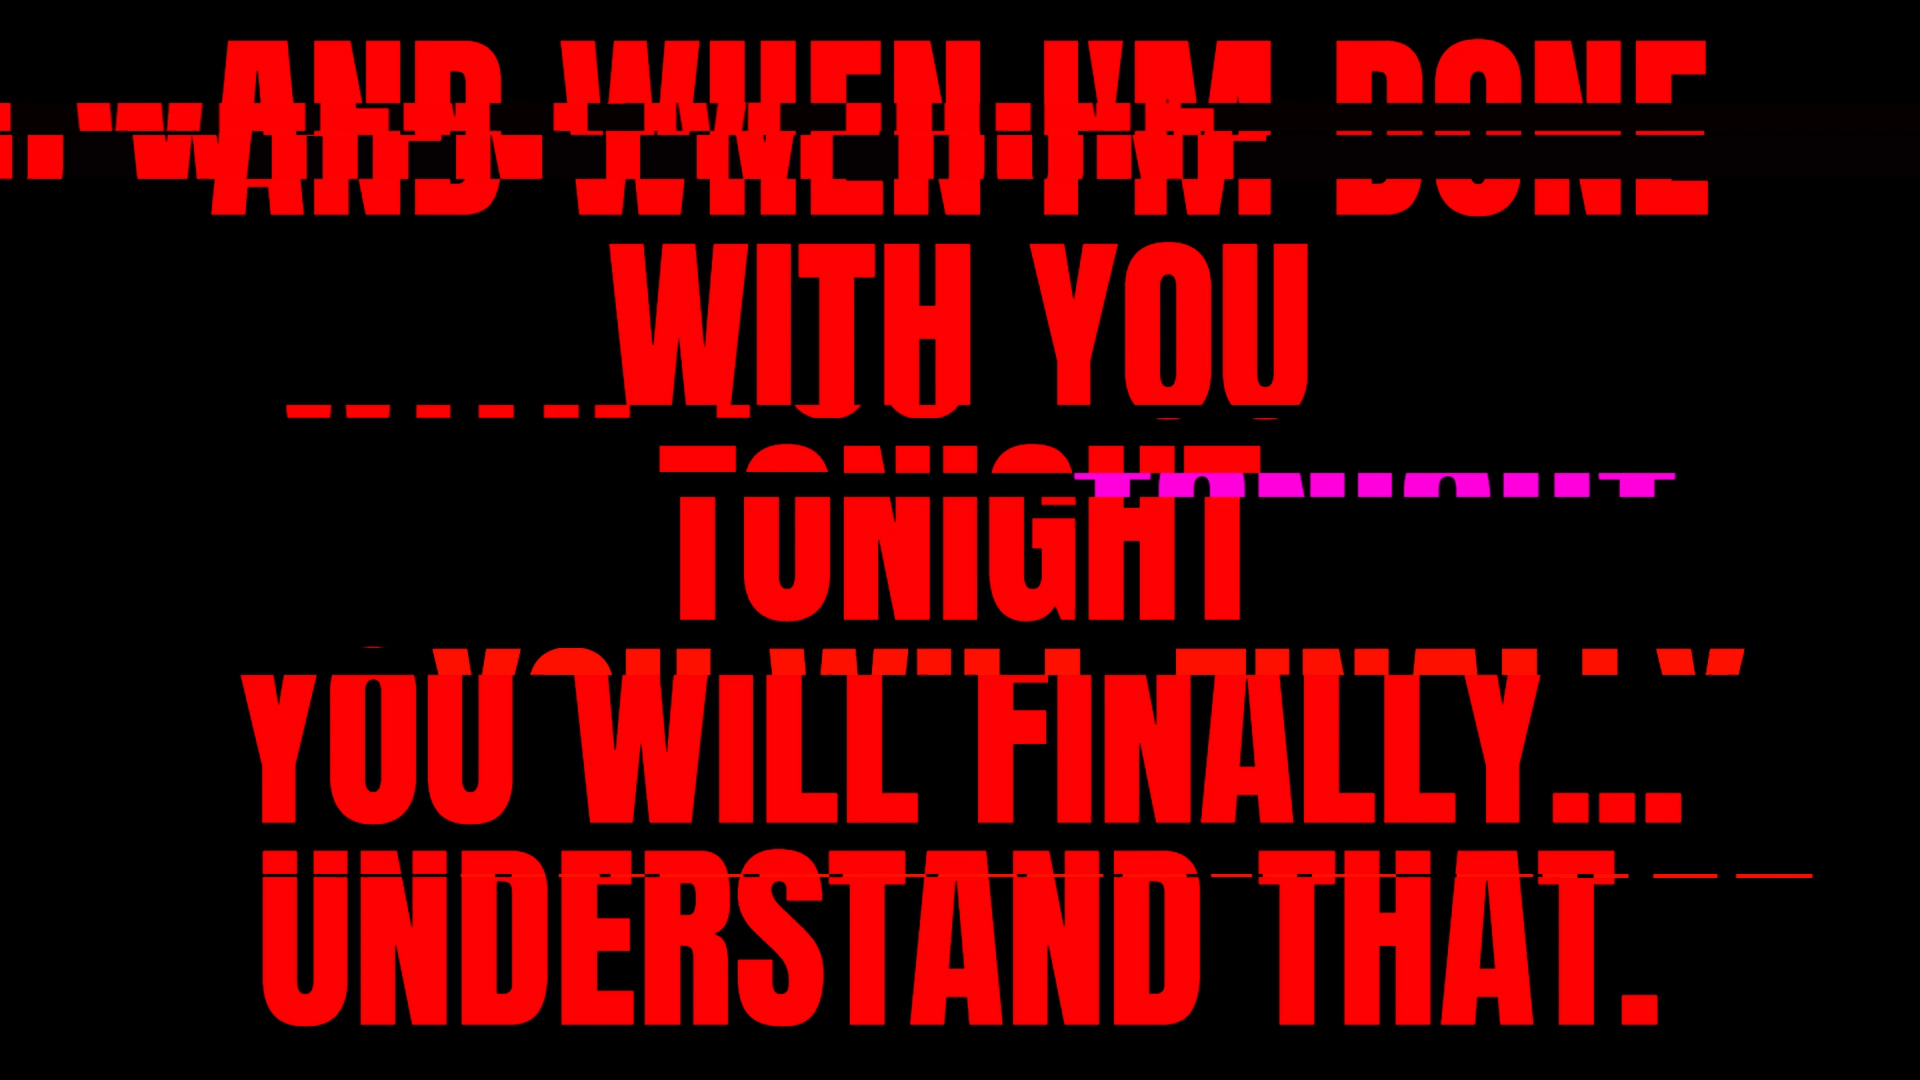 AND WHEN I'M DONE
WITH YOU
TONIGHT
YOU WILL FINALLY...
UNDERSTAND THAT.